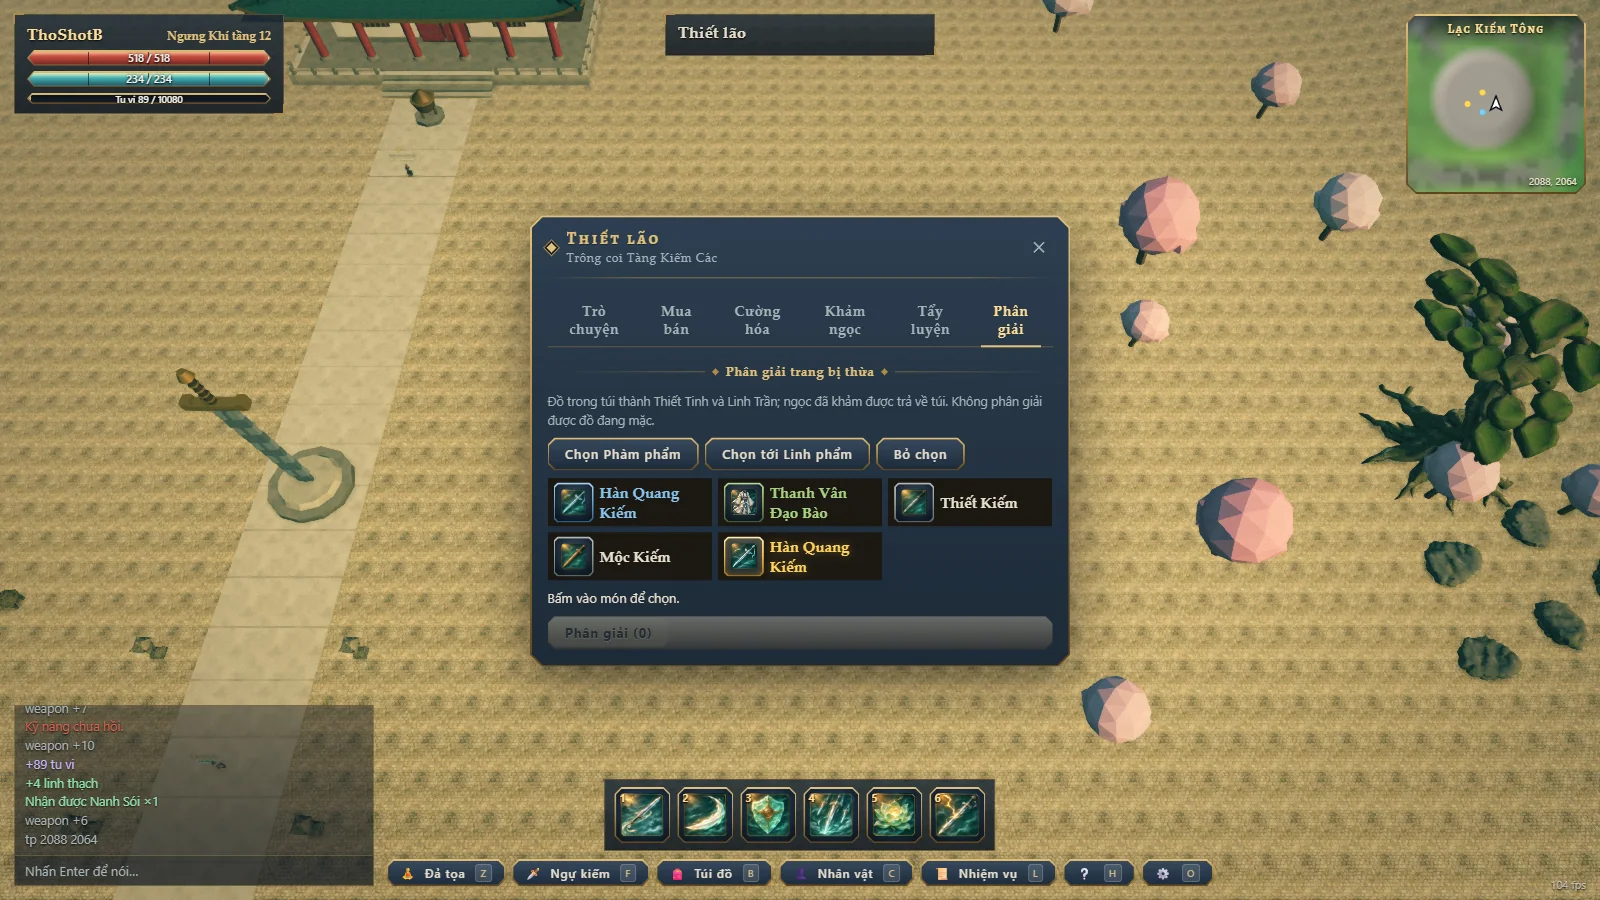 ThoShotB
Ngưng Khí tầng 12
518 / 518
234 / 234
Tu vi 89 / 10080
Thiết lão
Lạc Kiếm Tông
2088, 2064
Thiết lão
Trông coi Tàng Kiếm Các
Trò chuyện
Mua bán
Cường hóa
Khảm ngọc
Tẩy luyện
Phân giải
Phân giải trang bị thừa
Đồ trong túi thành Thiết Tinh và Linh Trần; ngọc đã khảm được trả về túi. Không phân giải
được đồ đang mặc.
Chọn Phàm phẩm
Chọn tới Linh phẩm
Bỏ chọn
Hàn Quang Kiếm
Thanh Vân Đạo Bào
Thiết Kiếm
Mộc Kiếm
Hàn Quang Kiếm
Bấm vào món để chọn.
Phân giải (0)
weapon +7
Kỹ năng chưa hồi.
weapon +10
+89 tu vi
+4 linh thạch
Nhận được Nanh Sói ×1
weapon +6
tp 2088 2064
Nhấn Enter để nói...
1 2 3 4 5 6
Đả tọa Z
Ngự kiếm F
Túi đồ B
Nhân vật C
Nhiệm vụ L
? H
O
104 fps